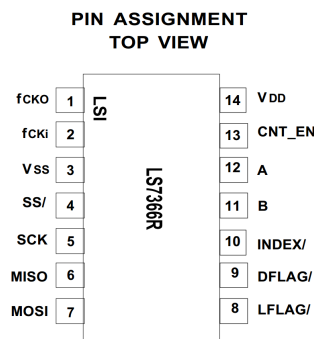 PIN ASSIGNMENT
TOP VIEW
fCKO 1
fCKi 2
VSS 3
SS/ 4
SCK 5
MISO 6
MOSI 7
LSI
LS7366R
14 VDD
13 CNT_EN
12 A
11 B
10 INDEX/
9 DFLAG/
8 LFLAG/